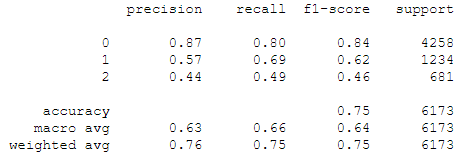 precision recall f1-score support
0 0.87 0.80 0.84 4258
1 0.57 0.69 0.62 1234
2 0.44 0.49 0.46 681
accuracy 0.75 6173
macro avg 0.63 0.66 0.64 6173
weighted avg 0.76 0.75 0.75 6173